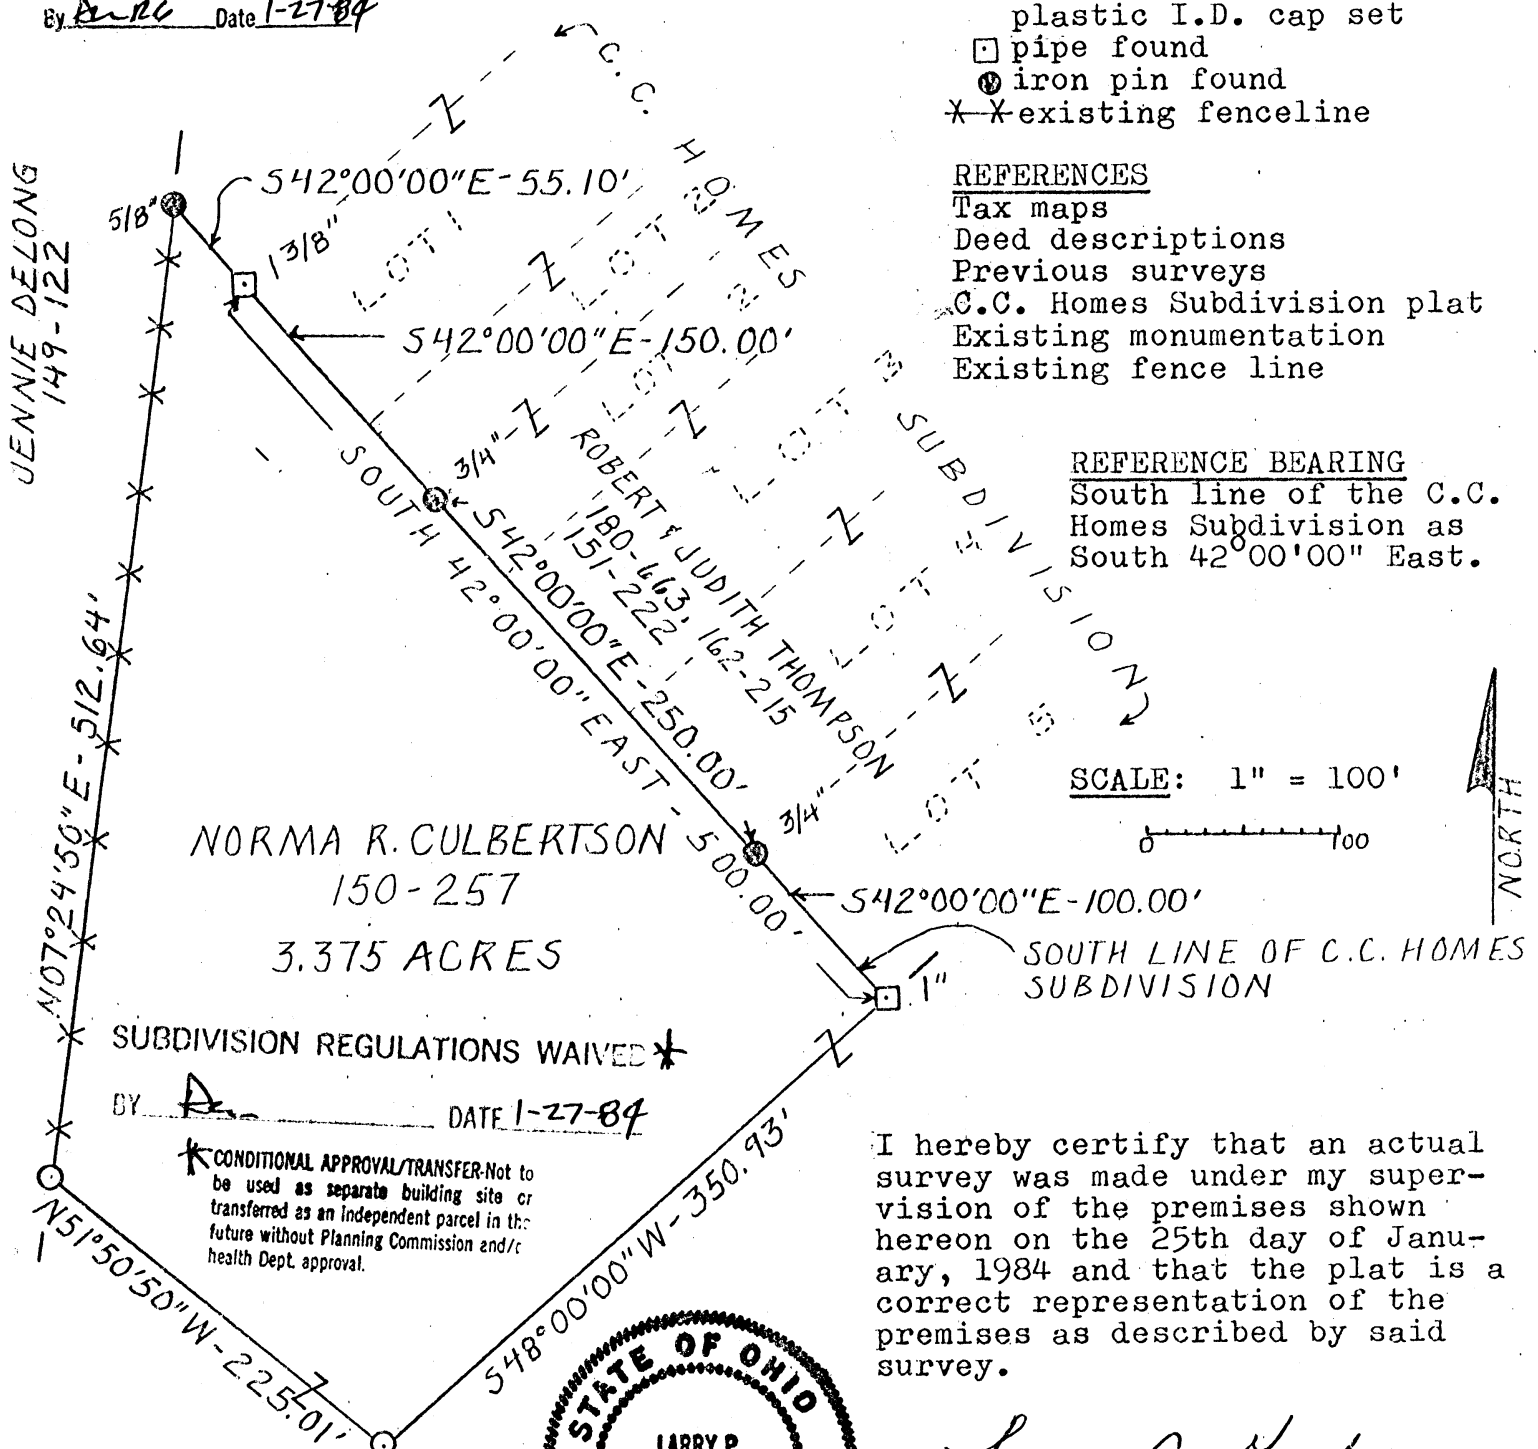 By Date 1-27-84
plastic I.D. cap set
pipe found
iron pin found
existing fenceline
REFERENCES
Tax maps
Deed descriptions
Previous surveys
C.C. Homes Subdivision plat
Existing monumentation
Existing fence line
REFERENCE BEARING
South line of the C.C.
Homes Subdivision as
South 42°00'00" East.
SCALE: 1" = 100'
0 100
NORTH
C.C. HOMES SUBDIVISION
JENNIE DELONG
149-122
5/8"
S42°00'00"E-55.10'
1 3/8"
LOT 1
LOT 2
S42°00'00"E-150.00'
LOT 2
LOT 3
3/4"
ROBERT & JUDITH THOMPSON
180-663, 162-215
151-222
LOT 4
LOT 5
S42°00'00"E-250.00'
SOUTH 42°00'00" EAST - 500.00'
3/4"
S42°00'00"E-100.00'
SOUTH LINE OF C.C. HOMES
SUBDIVISION
1"
N07°24'50"E-512.64'
NORMA R. CULBERTSON
150-257
3.375 ACRES
SUBDIVISION REGULATIONS WAIVED *
BY DATE 1-27-84
* CONDITIONAL APPROVAL/TRANSFER-Not to
be used as separate building site or
transferred as an independent parcel in the
future without Planning Commission and/
health Dept. approval.
N51°50'50"W-225.01'
S48°00'00"W-350.93'
I hereby certify that an actual
survey was made under my super-
vision of the premises shown
hereon on the 25th day of Janu-
ary, 1984 and that the plat is a
correct representation of the
premises as described by said
survey.
STATE OF OHIO
LARRY P.